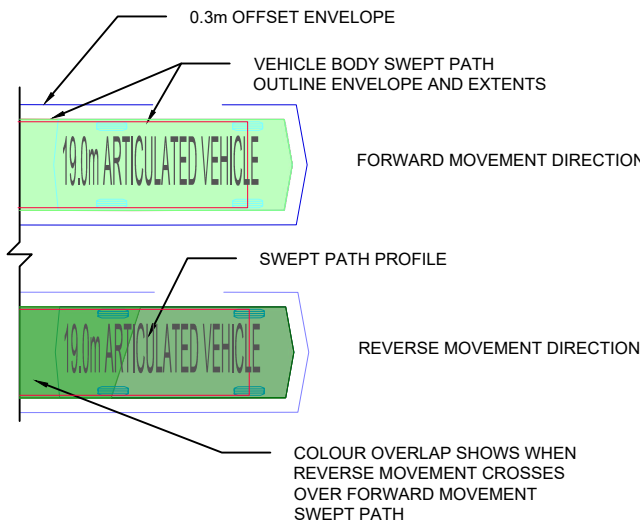 0.3m OFFSET ENVELOPE
VEHICLE BODY SWEPT PATH
OUTLINE ENVELOPE AND EXTENTS
19.0m ARTICULATED VEHICLE
FORWARD MOVEMENT DIRECTION
SWEPT PATH PROFILE
19.0m ARTICULATED VEHICLE
REVERSE MOVEMENT DIRECTION
COLOUR OVERLAP SHOWS WHEN
REVERSE MOVEMENT CROSSES
OVER FORWARD MOVEMENT
SWEPT PATH